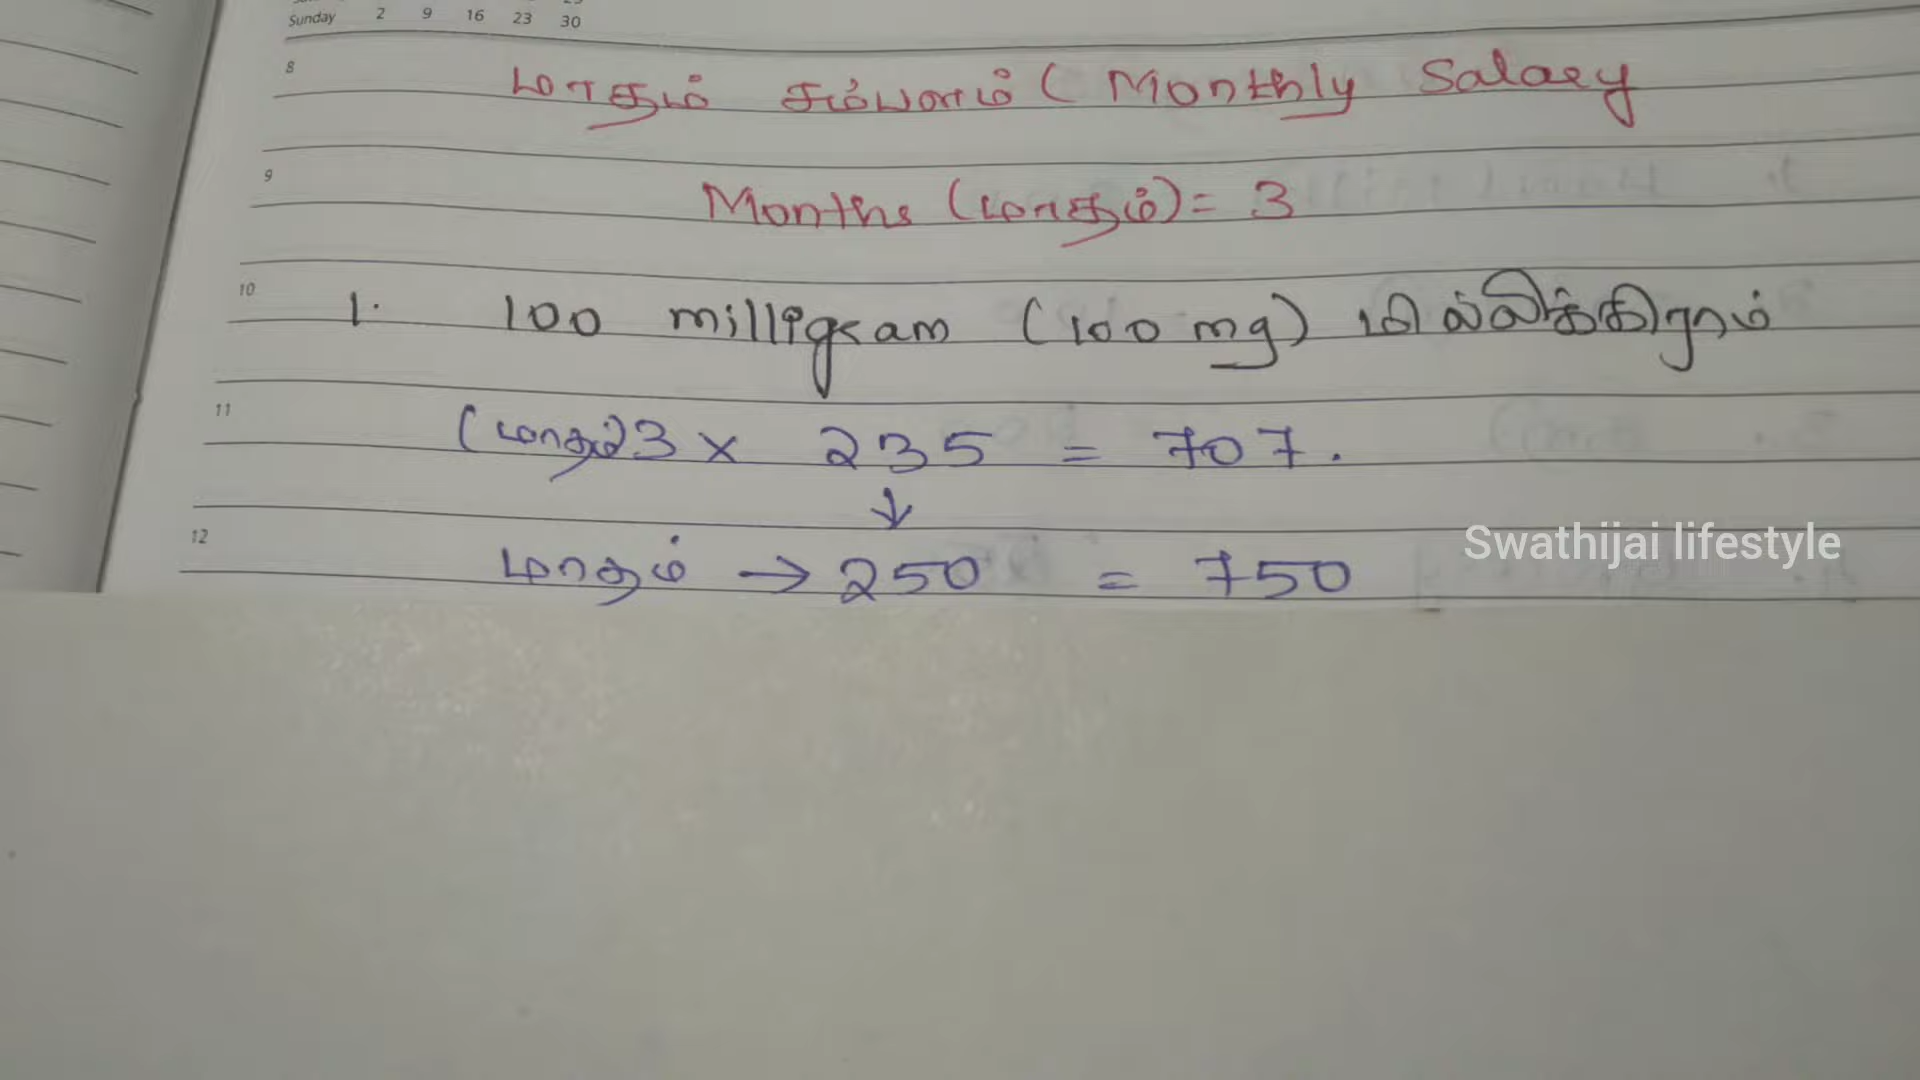 Sunday 2 9 16 23 30
8
மாதம் சம்பளம் ( Monthly Salary
9
Months (மாதம்) = 3
10
1. 100 milligram (100 mg) மில்லிக்கிராம்
11
(மாதம்) 3 x 235 = 707.
↓
12
மாதம் → 250 = 750
Swathijai lifestyle